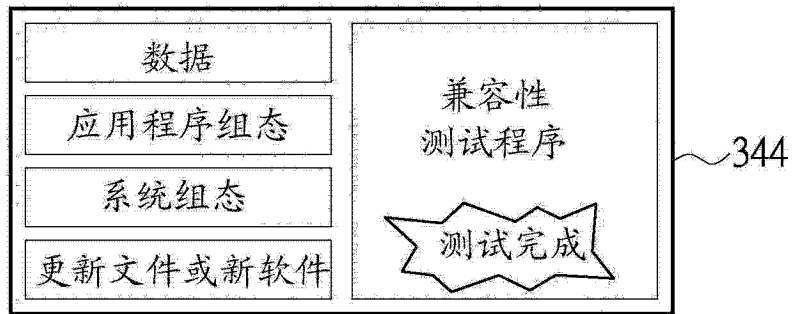 数据
应用程序组态
系统组态
更新文件或新软件
兼容性
测试程序
测试完成
344